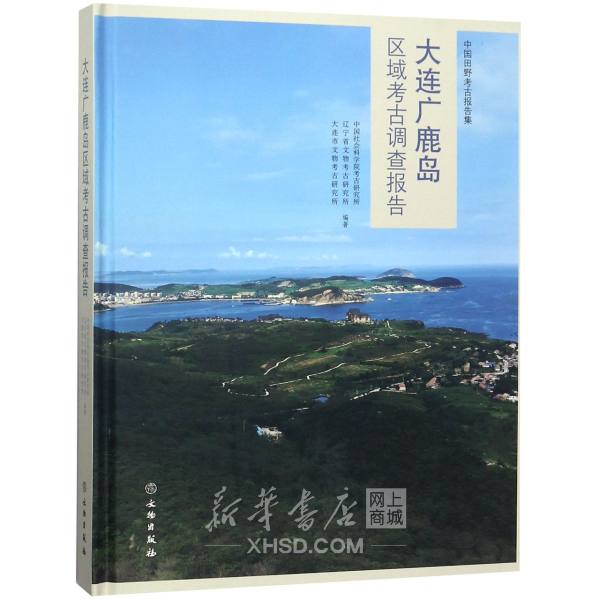 中国田野考古报告集
大连广鹿岛
区域考古调查报告
中国社会科学院考古研究所
辽宁省文物考古研究所
大连市文物考古研究所
编著
大连广鹿岛区域考古调查报告
文物出版社
新华书店
网上
商城
XHSD.COM